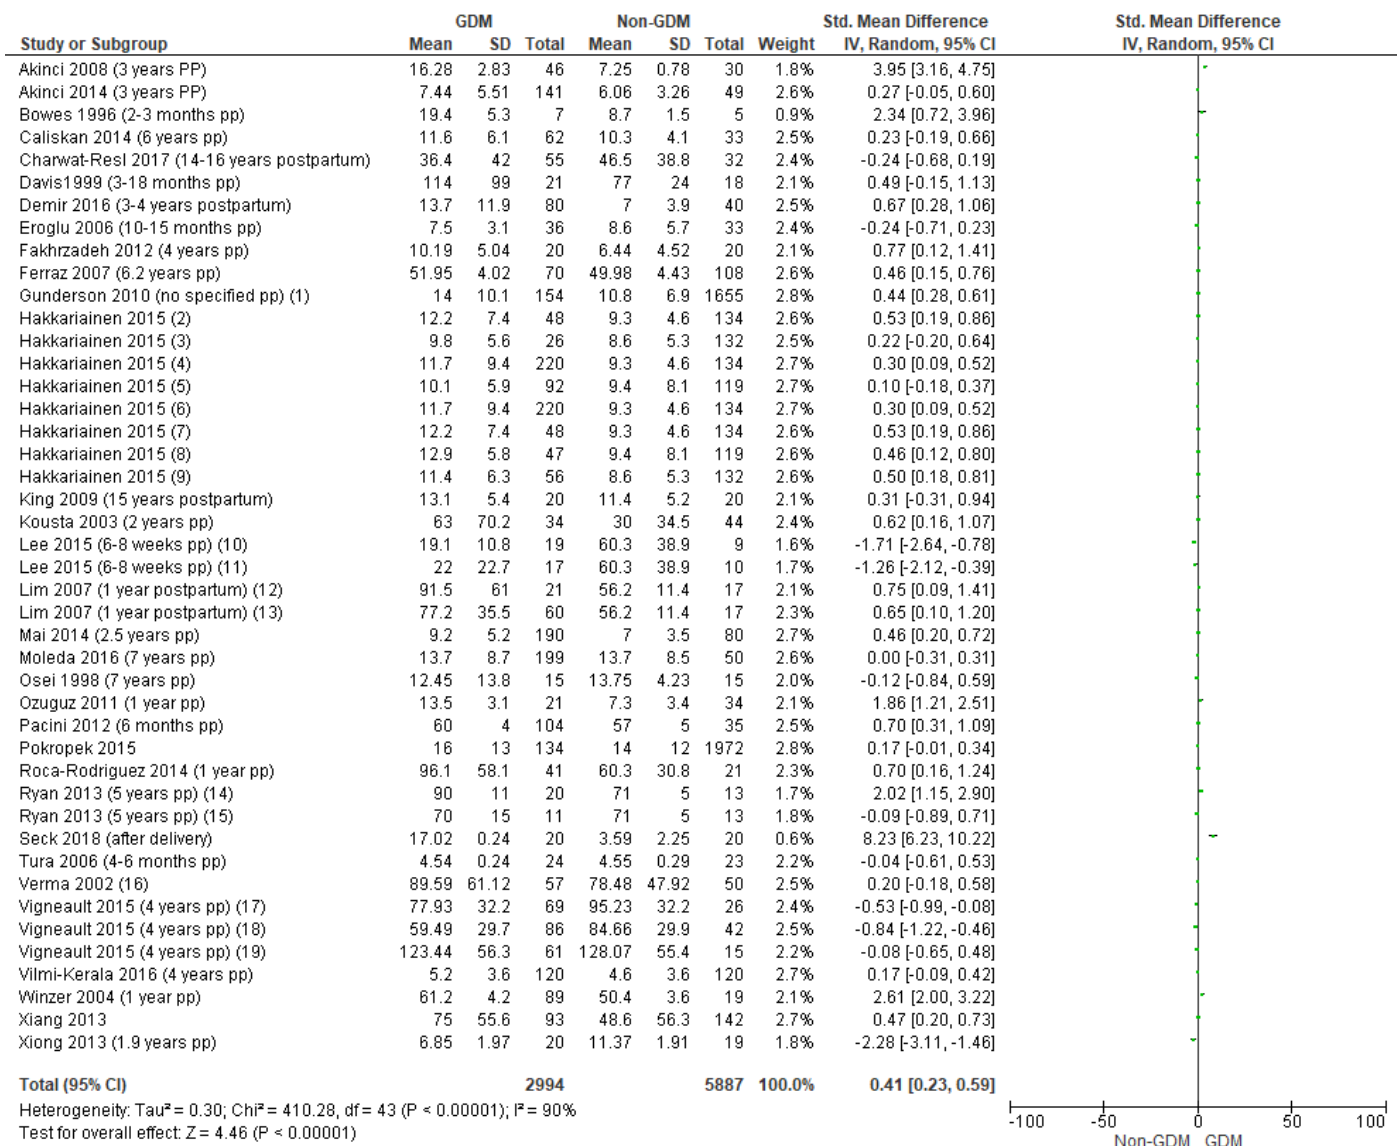 GDM Non-GDM Std. Mean Difference Std. Mean Difference
Study or Subgroup Mean SD Total Mean SD Total Weight IV, Random, 95% CI IV, Random, 95% CI
Akinci 2008 (3 years PP) 16.28 2.83 46 7.25 0.78 30 1.8% 3.95 [3.16, 4.75]
Akinci 2014 (3 years PP) 7.44 5.51 141 6.06 3.26 49 2.6% 0.27 [-0.05, 0.60]
Bowes 1996 (2-3 months pp) 19.4 5.3 7 8.7 1.5 5 0.9% 2.34 [0.72, 3.96]
Caliskan 2014 (6 years pp) 11.6 6.1 62 10.3 4.1 33 2.5% 0.23 [-0.19, 0.66]
Charwat-Resl 2017 (14-16 years postpartum) 36.4 42 55 46.5 38.8 32 2.4% -0.24 [-0.68, 0.19]
Davis1999 (3-18 months pp) 114 99 21 77 24 18 2.1% 0.49 [-0.15, 1.13]
Demir 2016 (3-4 years postpartum) 13.7 11.9 80 7 3.9 40 2.5% 0.67 [0.28, 1.06]
Eroglu 2006 (10-15 months pp) 7.5 3.1 36 8.6 5.7 33 2.4% -0.24 [-0.71, 0.23]
Fakhrzadeh 2012 (4 years pp) 10.19 5.04 20 6.44 4.52 20 2.1% 0.77 [0.12, 1.41]
Ferraz 2007 (6.2 years pp) 51.95 4.02 70 49.98 4.43 108 2.6% 0.46 [0.15, 0.76]
Gunderson 2010 (no specified pp) (1) 14 10.1 154 10.8 6.9 1655 2.8% 0.44 [0.28, 0.61]
Hakkariainen 2015 (2) 12.2 7.4 48 9.3 4.6 134 2.6% 0.53 [0.19, 0.86]
Hakkariainen 2015 (3) 9.8 5.6 26 8.6 5.3 132 2.5% 0.22 [-0.20, 0.64]
Hakkariainen 2015 (4) 11.7 9.4 220 9.3 4.6 134 2.7% 0.30 [0.09, 0.52]
Hakkariainen 2015 (5) 10.1 5.9 92 9.4 8.1 119 2.7% 0.10 [-0.18, 0.37]
Hakkariainen 2015 (6) 11.7 9.4 220 9.3 4.6 134 2.7% 0.30 [0.09, 0.52]
Hakkariainen 2015 (7) 12.2 7.4 48 9.3 4.6 134 2.6% 0.53 [0.19, 0.86]
Hakkariainen 2015 (8) 12.9 5.8 47 9.4 8.1 119 2.6% 0.46 [0.12, 0.80]
Hakkariainen 2015 (9) 11.4 6.3 56 8.6 5.3 132 2.6% 0.50 [0.18, 0.81]
King 2009 (15 years postpartum) 13.1 5.4 20 11.4 5.2 20 2.1% 0.31 [-0.31, 0.94]
Kousta 2003 (2 years pp) 63 70.2 34 30 34.5 44 2.4% 0.62 [0.16, 1.07]
Lee 2015 (6-8 weeks pp) (10) 19.1 10.8 19 60.3 38.9 9 1.6% -1.71 [-2.64, -0.78]
Lee 2015 (6-8 weeks pp) (11) 22 22.7 17 60.3 38.9 10 1.7% -1.26 [-2.12, -0.39]
Lim 2007 (1 year postpartum) (12) 91.5 61 21 56.2 11.4 17 2.1% 0.75 [0.09, 1.41]
Lim 2007 (1 year postpartum) (13) 77.2 35.5 60 56.2 11.4 17 2.3% 0.65 [0.10, 1.20]
Mai 2014 (2.5 years pp) 9.2 5.2 190 7 3.5 80 2.7% 0.46 [0.20, 0.72]
Moleda 2016 (7 years pp) 13.7 8.7 199 13.7 8.5 50 2.6% 0.00 [-0.31, 0.31]
Osei 1998 (7 years pp) 12.45 13.8 15 13.75 4.23 15 2.0% -0.12 [-0.84, 0.59]
Ozuguz 2011 (1 year pp) 13.5 3.1 21 7.3 3.4 34 2.1% 1.86 [1.21, 2.51]
Pacini 2012 (6 months pp) 60 4 104 57 5 35 2.5% 0.70 [0.31, 1.09]
Pokropek 2015 16 13 134 14 12 1972 2.8% 0.17 [-0.01, 0.34]
Roca-Rodriguez 2014 (1 year pp) 96.1 58.1 41 60.3 30.8 21 2.3% 0.70 [0.16, 1.24]
Ryan 2013 (5 years pp) (14) 90 11 20 71 5 13 1.7% 2.02 [1.15, 2.90]
Ryan 2013 (5 years pp) (15) 70 15 11 71 5 13 1.8% -0.09 [-0.89, 0.71]
Seck 2018 (after delivery) 17.02 0.24 20 3.59 2.25 20 0.6% 8.23 [6.23, 10.22]
Tura 2006 (4-6 months pp) 4.54 0.24 24 4.55 0.29 23 2.2% -0.04 [-0.61, 0.53]
Verma 2002 (16) 89.59 61.12 57 78.48 47.92 50 2.5% 0.20 [-0.18, 0.58]
Vigneault 2015 (4 years pp) (17) 77.93 32.2 69 95.23 32.2 26 2.4% -0.53 [-0.99, -0.08]
Vigneault 2015 (4 years pp) (18) 59.49 29.7 86 84.66 29.9 42 2.5% -0.84 [-1.22, -0.46]
Vigneault 2015 (4 years pp) (19) 123.44 56.3 61 128.07 55.4 15 2.2% -0.08 [-0.65, 0.48]
Vilmi-Kerala 2016 (4 years pp) 5.2 3.6 120 4.6 3.6 120 2.7% 0.17 [-0.09, 0.42]
Winzer 2004 (1 year pp) 61.2 4.2 89 50.4 3.6 19 2.1% 2.61 [2.00, 3.22]
Xiang 2013 75 55.6 93 48.6 56.3 142 2.7% 0.47 [0.20, 0.73]
Xiong 2013 (1.9 years pp) 6.85 1.97 20 11.37 1.91 19 1.8% -2.28 [-3.11, -1.46]
Total (95% CI) 2994 5887 100.0% 0.41 [0.23, 0.59]
Heterogeneity: Tau² = 0.30; Chi² = 410.28, df = 43 (P < 0.00001); I² = 90%
Test for overall effect: Z = 4.46 (P < 0.00001)
-100 -50 0 50 100
Non-GDM GDM